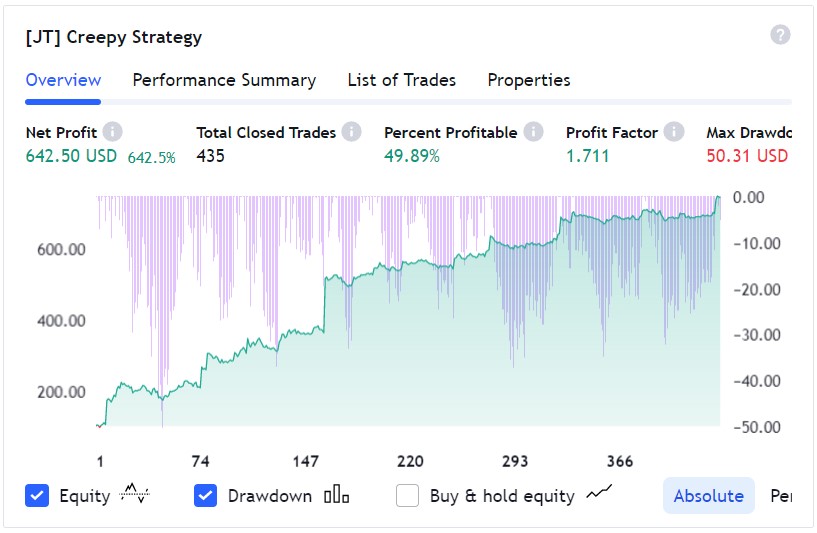 [JT] Creepy Strategy
?
Overview Performance Summary List of Trades Properties
Net Profit i Total Closed Trades i Percent Profitable i Profit Factor i Max Drawdo
642.50 USD 642.5% 435 49.89% 1.711 50.31 USD
0.00
600.00 −10.00
−20.00
400.00 −30.00
200.00 −40.00
−50.00
1 74 147 220 293 366
Equity Drawdown Buy & hold equity Absolute Per